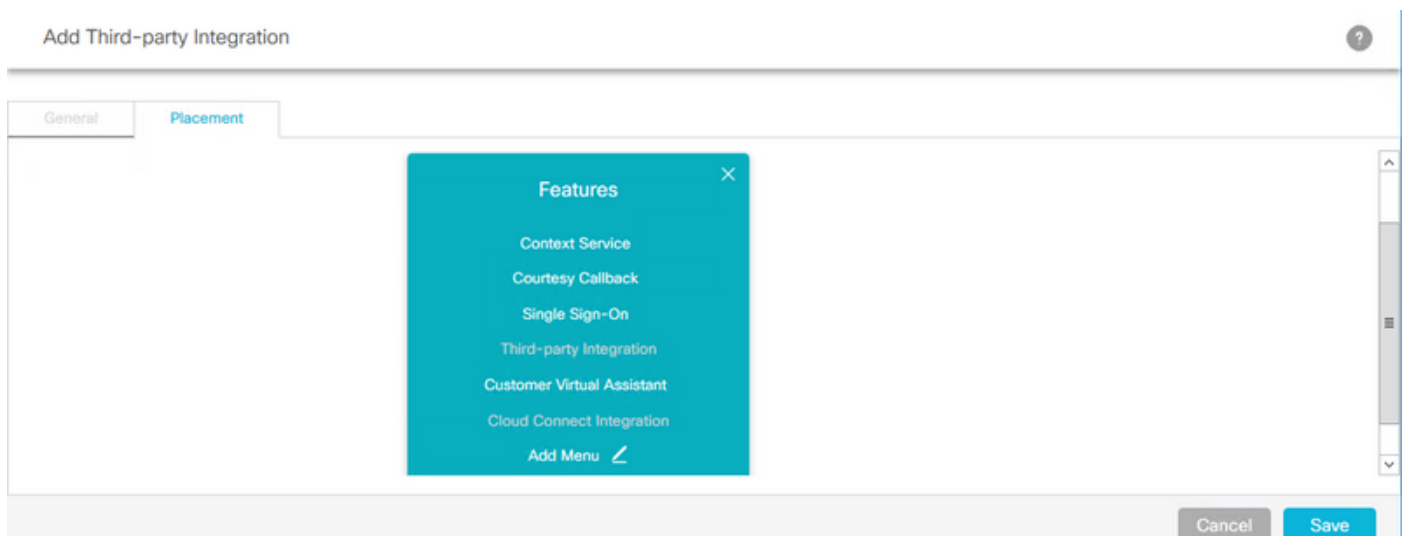 Add Third-party Integration
?
General
Placement
Features
Context Service
Courtesy Callback
Single Sign-On
Third-party Integration
Customer Virtual Assistant
Cloud Connect Integration
Add Menu
Cancel
Save